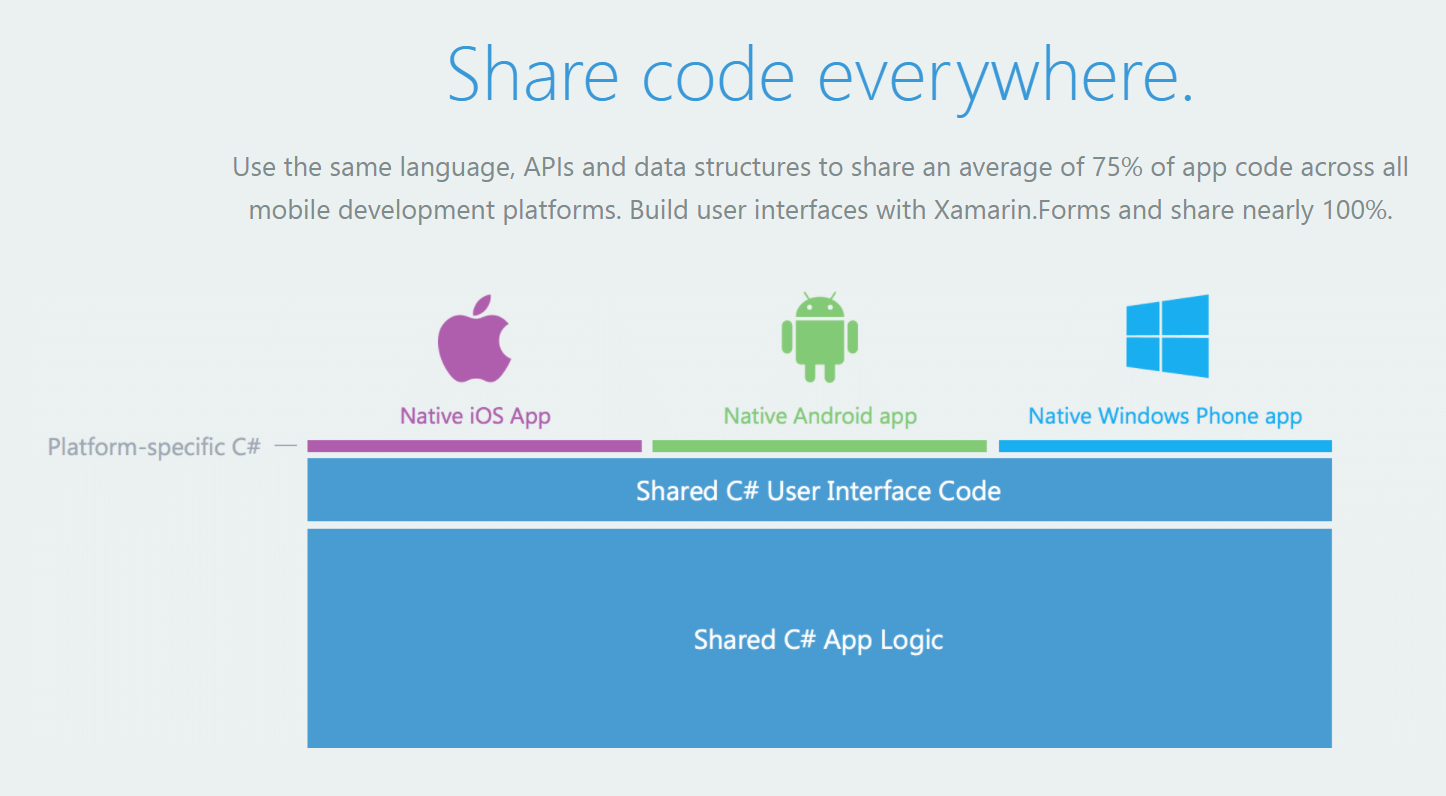 Share code everywhere.
Use the same language, APIs and data structures to share an average of 75% of app code across all
mobile development platforms. Build user interfaces with Xamarin.Forms and share nearly 100%.
Native iOS App
Native Android app
Native Windows Phone app
Platform-specific C#
Shared C# User Interface Code
Shared C# App Logic